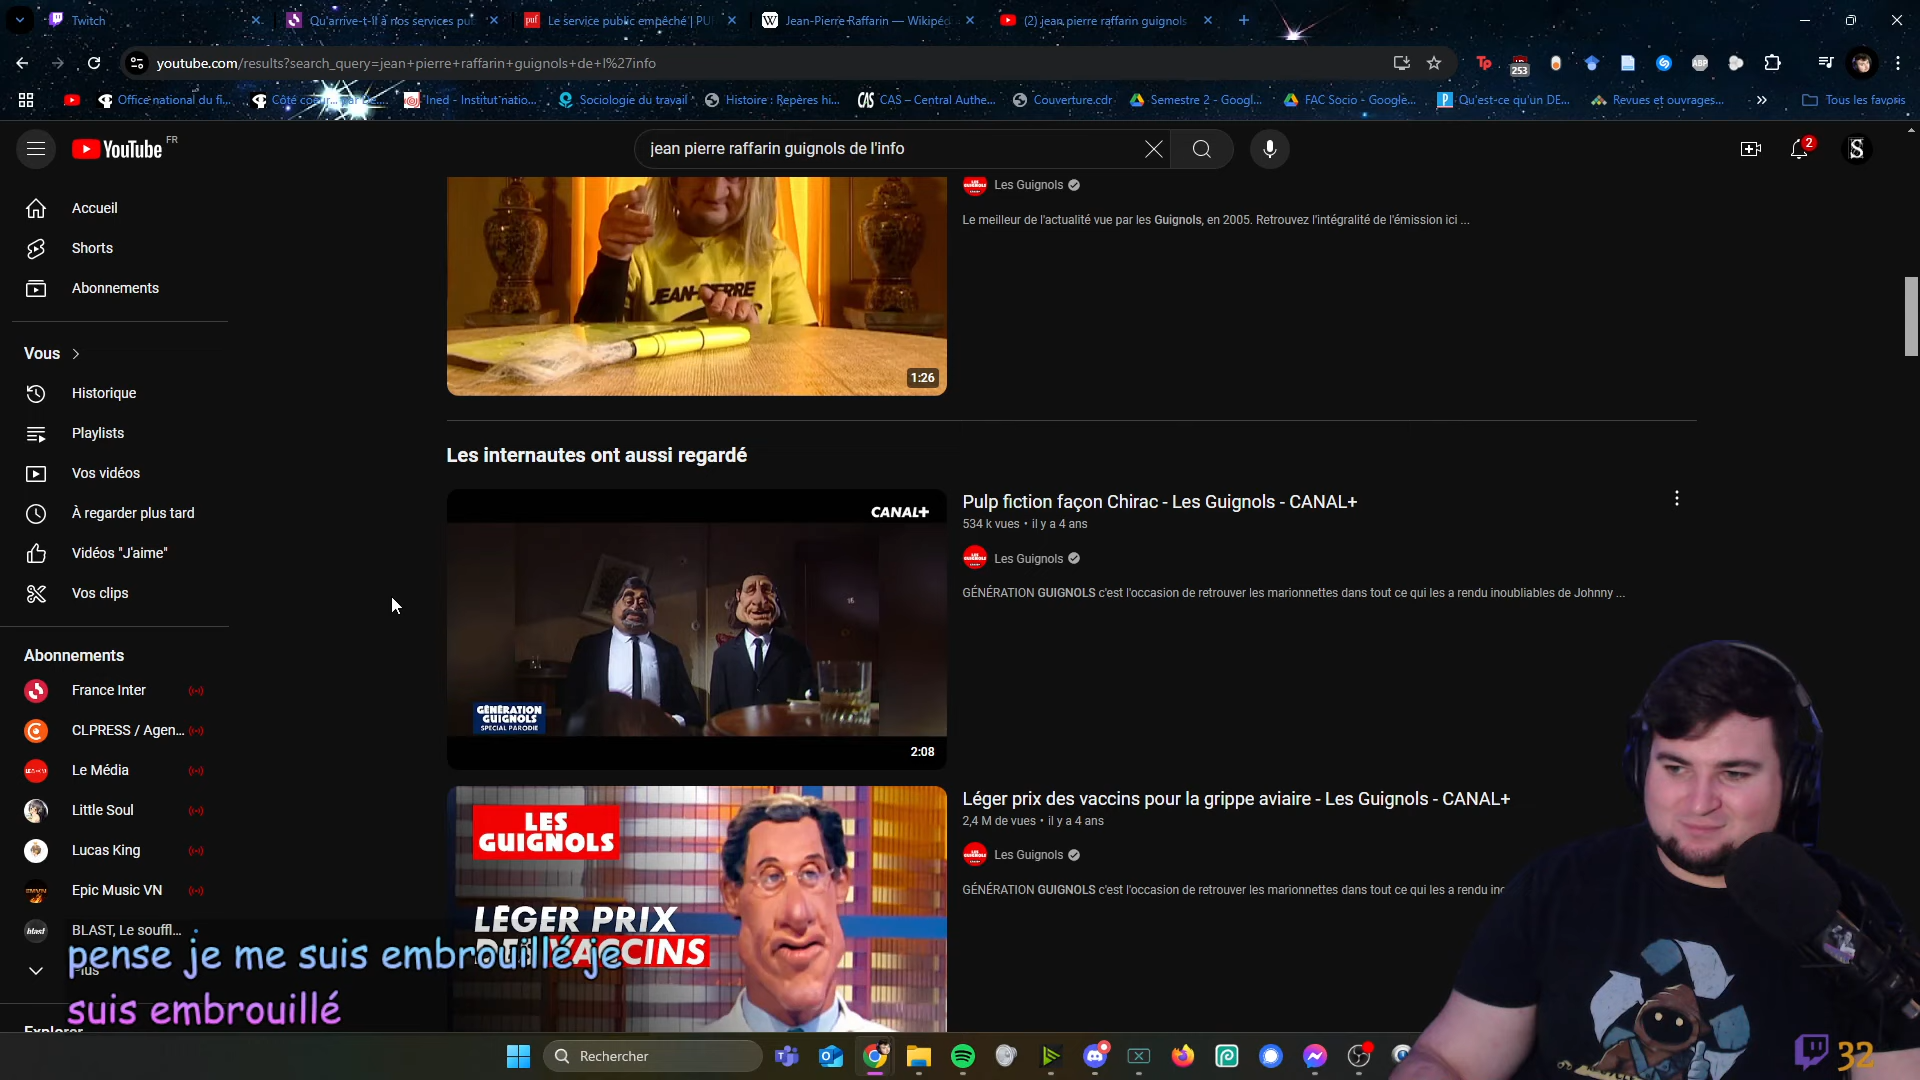 Twitch
Qu'arrive-t-il à nos services pu
Le service public empêché | PU
Jean-Pierre Raffarin — Wikipéd
(2) jean pierre raffarin guignols
youtube.com/results?search_query=jean+pierre+raffarin+guignols+de+l%27info
253
ABP
Office national du fi...
Ined - Institut natio...
Sociologie du travail
Histoire : Repères hi...
CAS – Central Authe...
Couverture.cdr
Semestre 2 - Googl...
FAC Socio - Google...
Qu'est-ce qu'un DE...
Revues et ouvrages...
Tous les favoris
YouTube FR
jean pierre raffarin guignols de l'info
2
Accueil
Shorts
Abonnements
Vous
Historique
Playlists
Vos vidéos
À regarder plus tard
Vidéos "J'aime"
Vos clips
Abonnements
France Inter
CLPRESS / Agen...
Le Média
Little Soul
Lucas King
Epic Music VN
BLAST, Le souffl...
Plus
Explorer
JEAN-PIERRE
1:26
Les Guignols
Le meilleur de l'actualité vue par les Guignols, en 2005. Retrouvez l'intégralité de l'émission ici ...
Les internautes ont aussi regardé
CANAL+
GÉNÉRATION
GUIGNOLS
SPECIAL PARODIE
2:08
Pulp fiction façon Chirac - Les Guignols - CANAL+
534 k vues • il y a 4 ans
Les Guignols
GÉNÉRATION GUIGNOLS c'est l'occasion de retrouver les marionnettes dans tout ce qui les a rendu inoubliables de Johnny ...
LES
GUIGNOLS
LÉGER PRIX
DES VACCINS
Léger prix des vaccins pour la grippe aviaire - Les Guignols - CANAL+
2,4 M de vues • il y a 4 ans
Les Guignols
GÉNÉRATION GUIGNOLS c'est l'occasion de retrouver les marionnettes dans tout ce qui les a rendu
pense je me suis embrouillé je
suis embrouillé
Rechercher
32